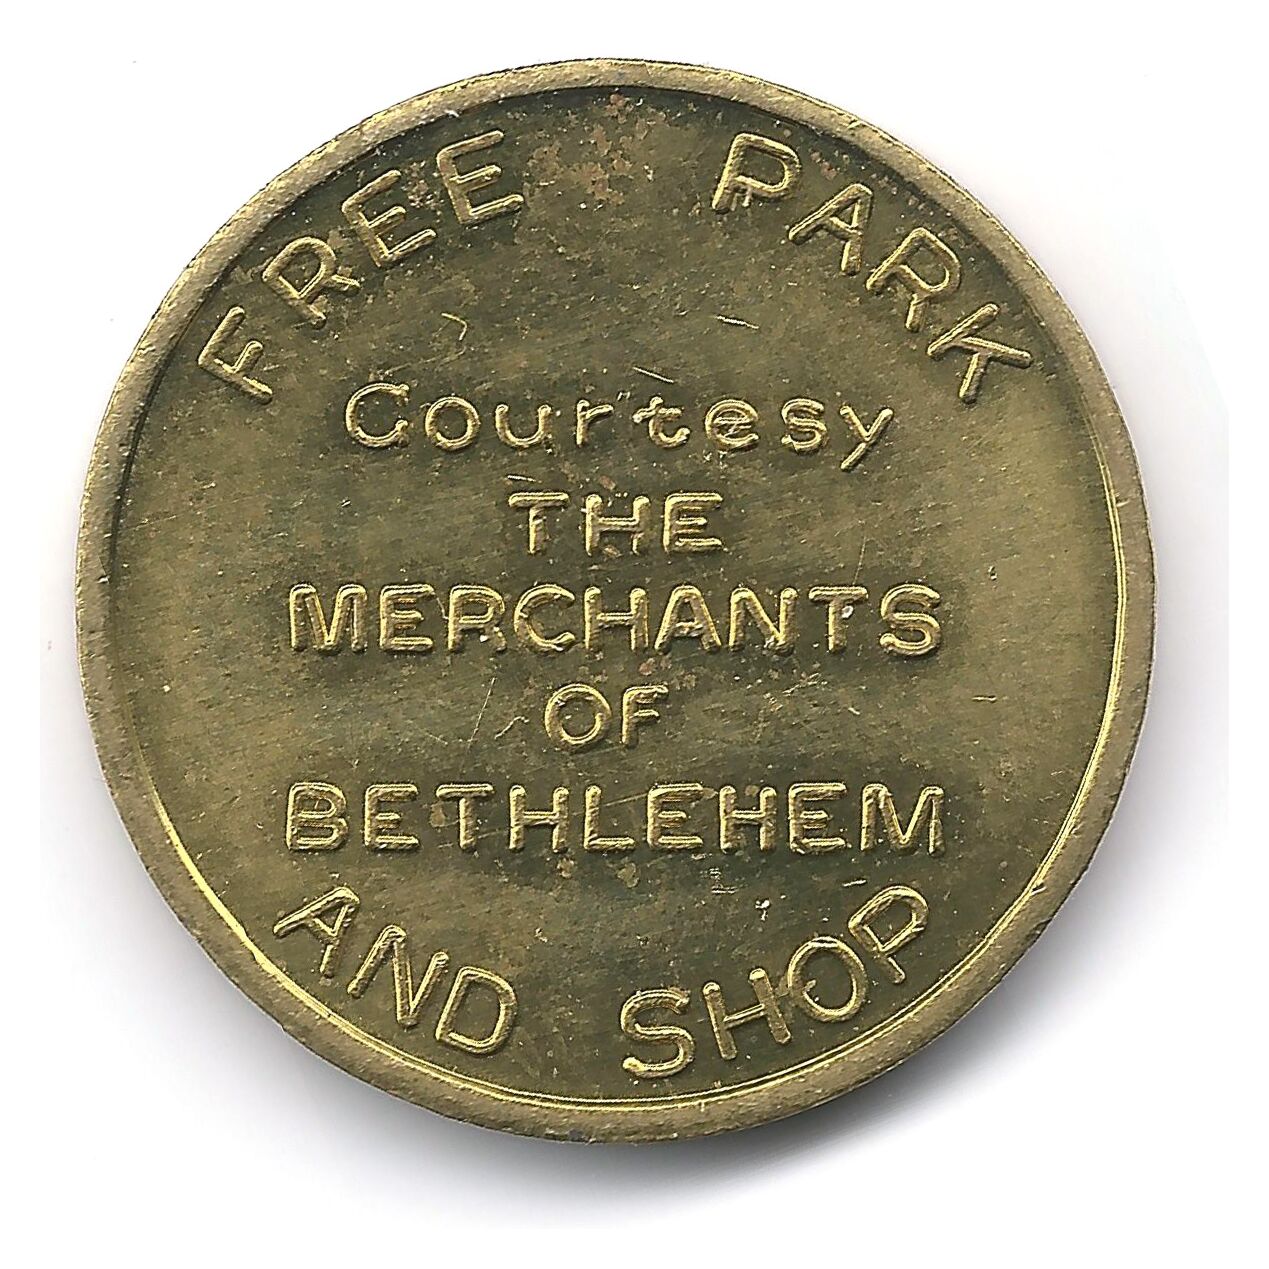 FREE PARK
Courtesy
THE
MERCHANTS
OF
BETHLEHEM
AND SHOP